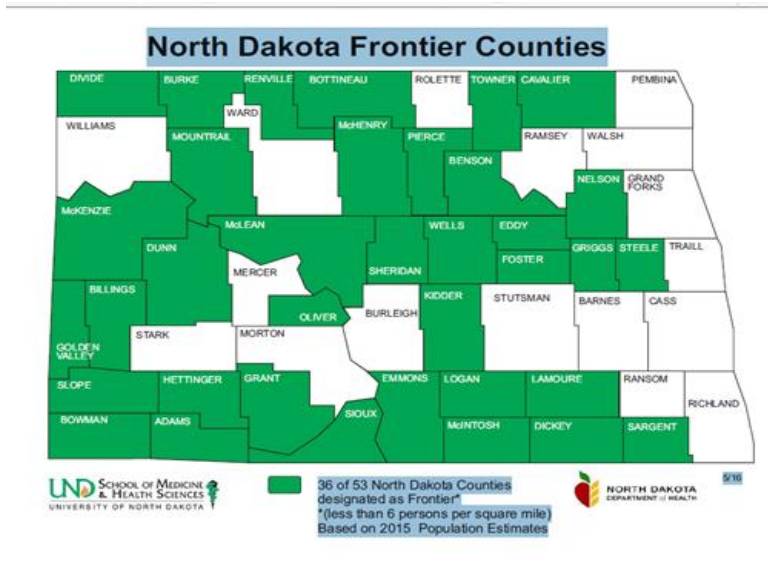 North Dakota Frontier Counties
DIVIDE
BURKE
RENVILLE
BOTTINEAU
ROLETTE
TOWNER
CAVALIER
PEMBINA
WARD
WILLIAMS
MOUNTRAIL
McHENRY
PIERCE
RAMSEY
WALSH
BENSON
NELSON
GRAND
FORKS
McKENZIE
McLEAN
WELLS
EDDY
DUNN
GRIGGS
STEELE
TRAILL
FOSTER
MERCER
SHERIDAN
BILLINGS
KIDDER
STUTSMAN
BARNES
CASS
OLIVER
BURLEIGH
STARK
MORTON
GOLDEN
VALLEY
SLOPE
HETTINGER
GRANT
EMMONS
LOGAN
LAMOURE
RANSOM
RICHLAND
SIOUX
BOWMAN
ADAMS
McINTOSH
DICKEY
SARGENT
5/16
UND SCHOOL OF MEDICINE
& HEALTH SCIENCES
UNIVERSITY OF NORTH DAKOTA
36 of 53 North Dakota Counties
designated as Frontier*
*(less than 6 persons per square mile)
Based on 2015 Population Estimates
NORTH DAKOTA
DEPARTMENT of HEALTH